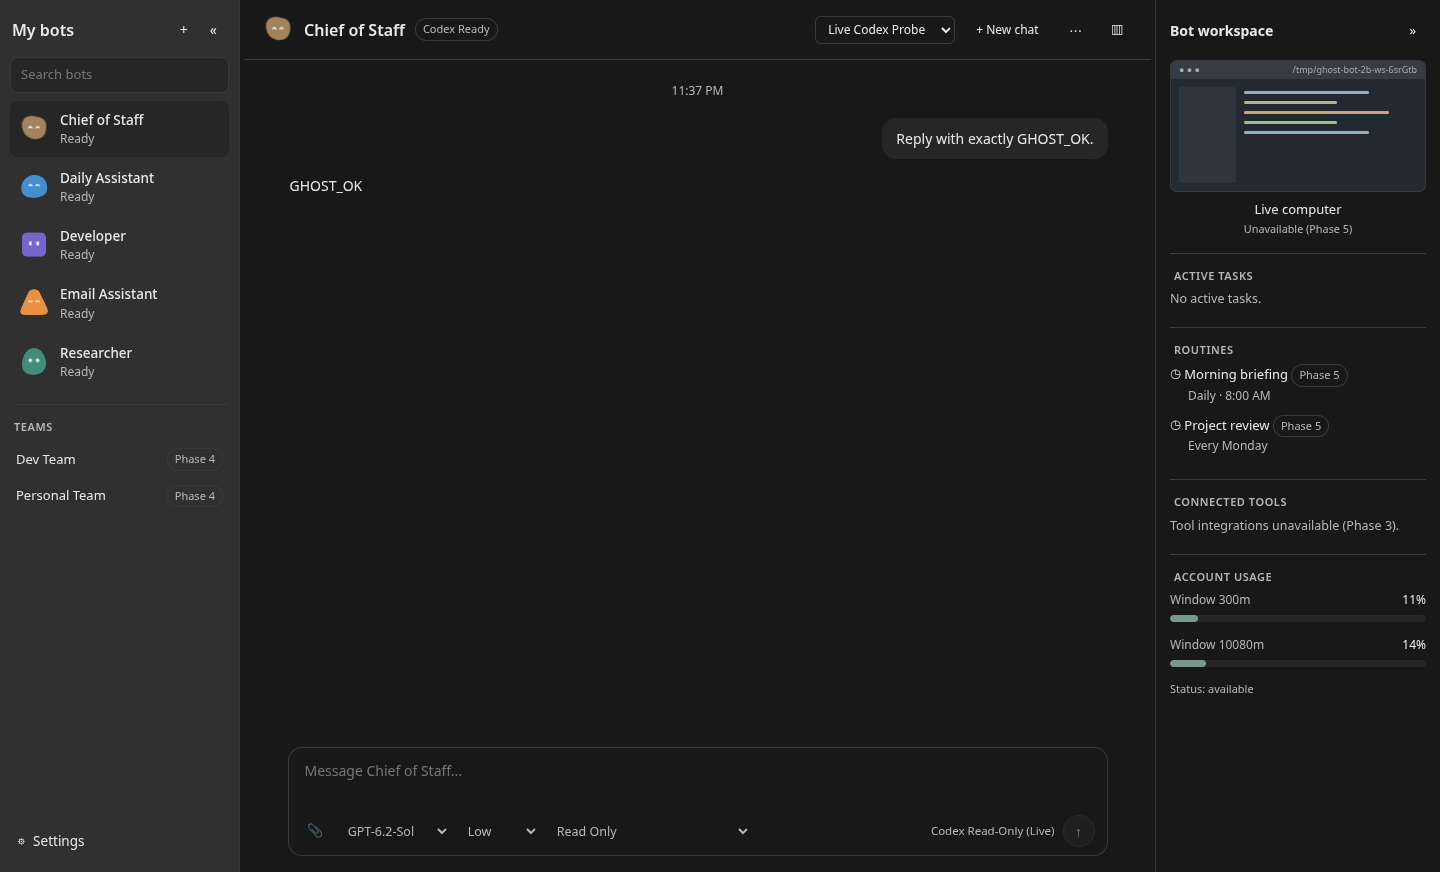 My bots
+
«
Search bots
Chief of Staff
Ready
Daily Assistant
Ready
Developer
Ready
Email Assistant
Ready
Researcher
Ready
TEAMS
Dev Team Phase 4
Personal Team Phase 4
Settings
Chief of Staff Codex Ready
Live Codex Probe
+ New chat
...
11:37 PM
Reply with exactly GHOST_OK.
GHOST_OK
Message Chief of Staff...
GPT-6.2-Sol
Low
Read Only
Codex Read-Only (Live)
↑
Bot workspace
»
/tmp/ghost-bot-2b-ws-6srGtb
Live computer
Unavailable (Phase 5)
ACTIVE TASKS
No active tasks.
ROUTINES
Morning briefing Phase 5
Daily · 8:00 AM
Project review Phase 5
Every Monday
CONNECTED TOOLS
Tool integrations unavailable (Phase 3).
ACCOUNT USAGE
Window 300m 11%
Window 10080m 14%
Status: available